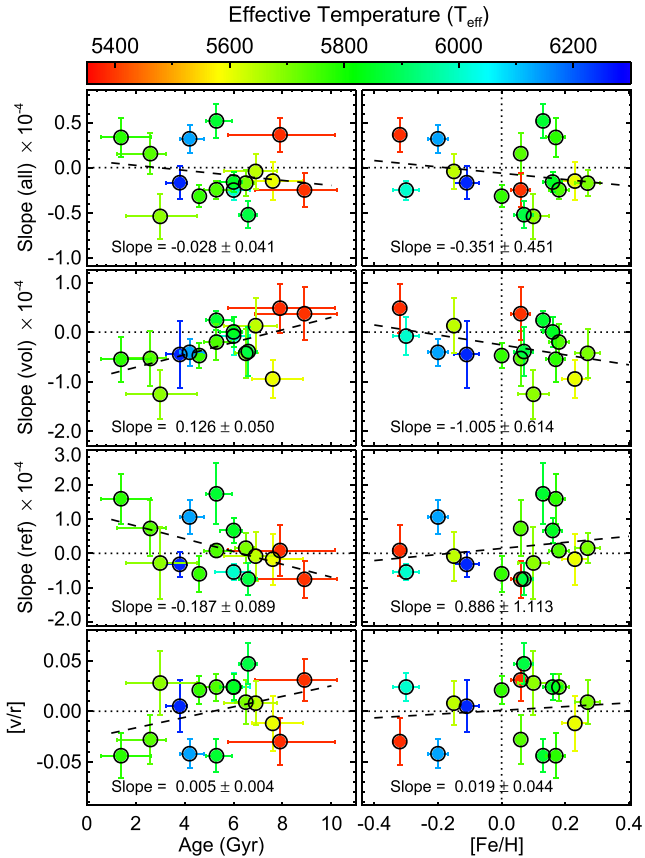 Effective Temperature (Teff)
5400 5600 5800 6000 6200
Slope (all) × 10-4
0.5
0.0
-0.5
-1.0
Slope = -0.028 ± 0.041
Slope = -0.351 ± 0.451
Slope (vol) × 10-4
1.0
0.0
-1.0
-2.0
Slope = 0.126 ± 0.050
Slope = -1.005 ± 0.614
Slope (ref) × 10-4
3.0
2.0
1.0
0.0
-1.0
-2.0
Slope = -0.187 ± 0.089
Slope = 0.886 ± 1.113
[v/r]
0.05
0.00
-0.05
Slope = 0.005 ± 0.004
Slope = 0.019 ± 0.044
0 2 4 6 8 10
-0.4 -0.2 0.0 0.2 0.4
Age (Gyr)
[Fe/H]